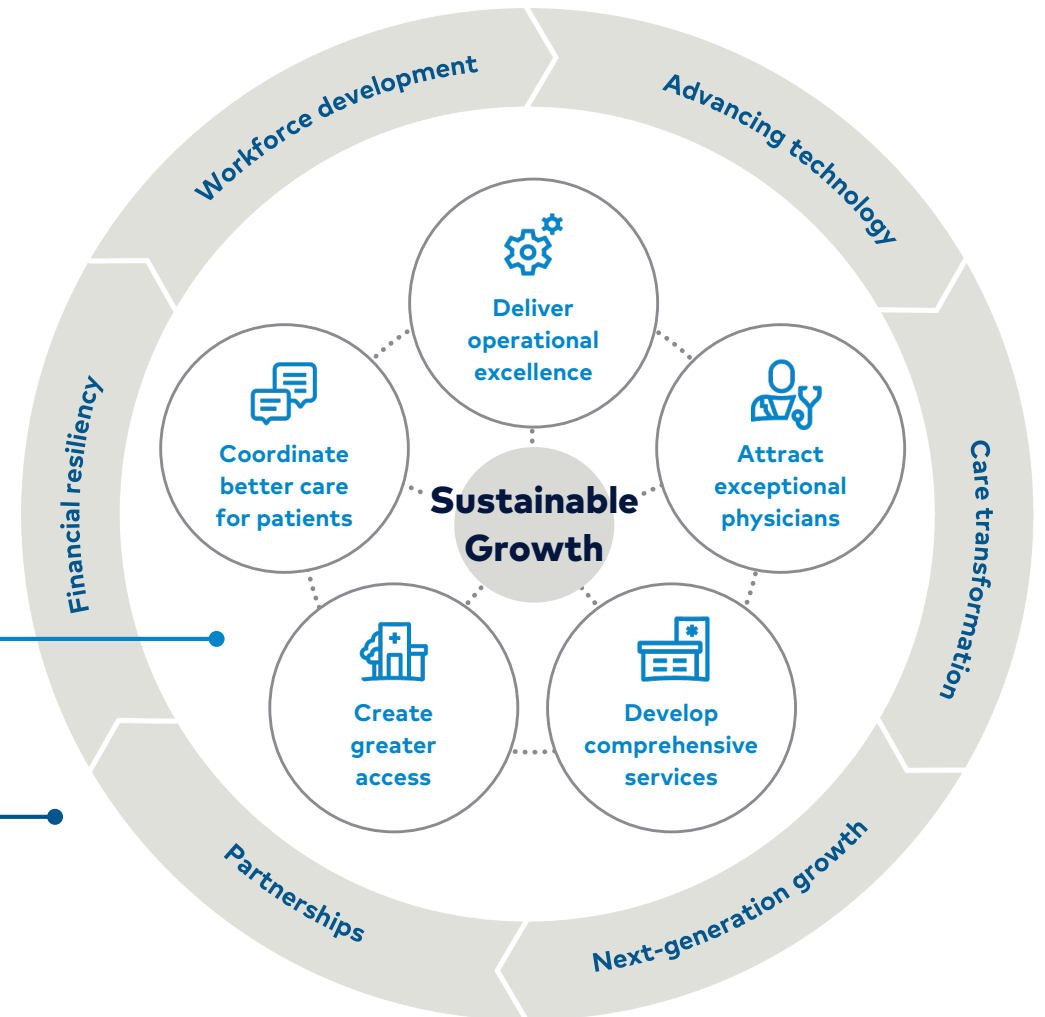 Workforce development
Advancing technology
Care transformation
Next-generation growth
Partnerships
Financial resiliency
Deliver
operational
excellence
Attract
exceptional
physicians
Develop
comprehensive
services
Create
greater
access
Coordinate
better care
for patients
Sustainable
Growth